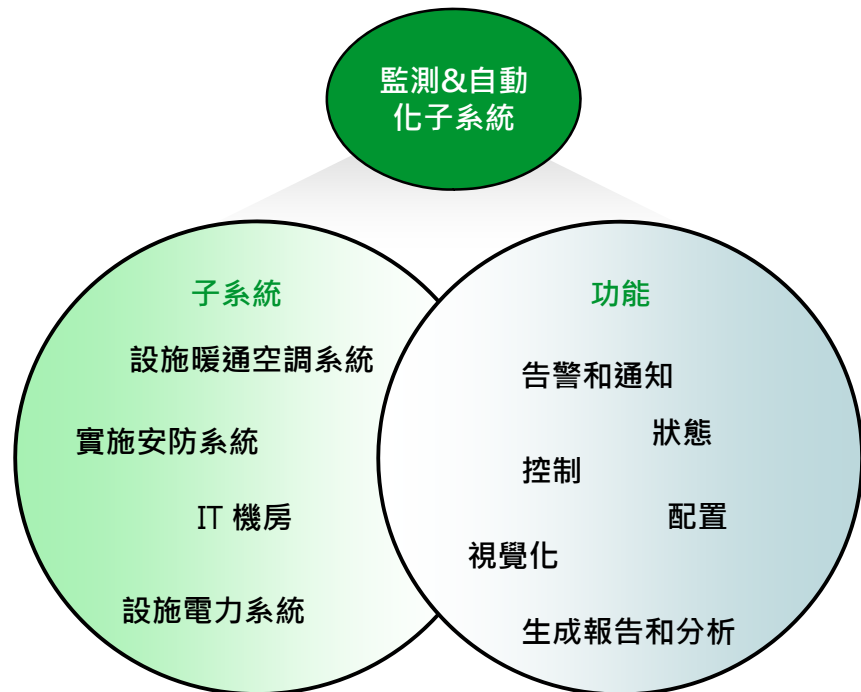 監測&自動
化子系統
子系統
設施暖通空調系統
實施安防系統
IT 機房
設施電力系統
功能
告警和通知
狀態
控制
配置
視覺化
生成報告和分析